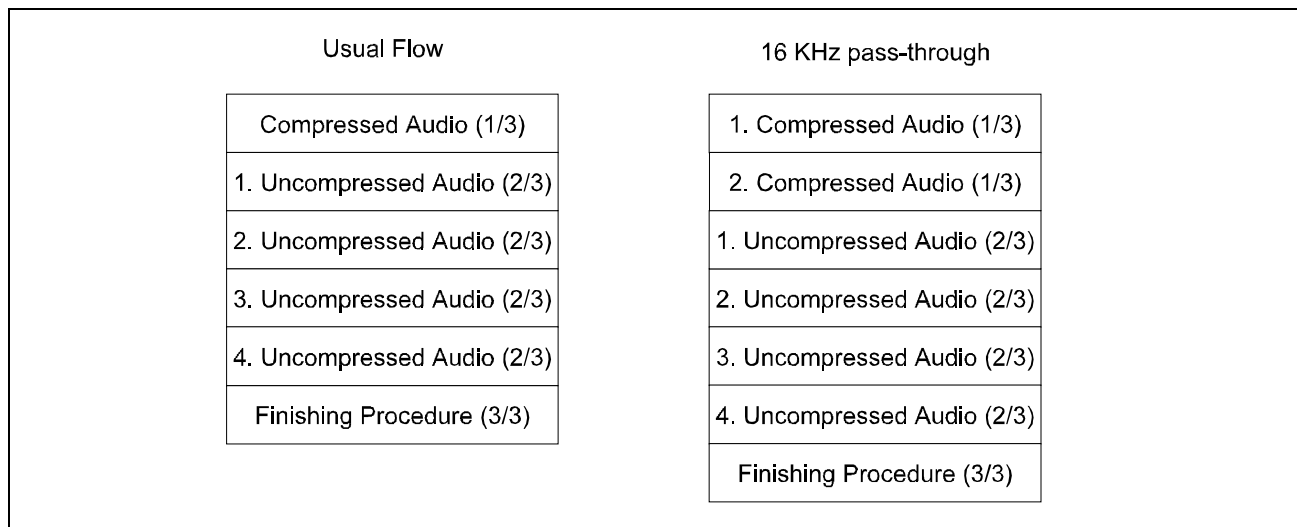 Usual Flow
Compressed Audio (1/3)
1. Uncompressed Audio (2/3)
2. Uncompressed Audio (2/3)
3. Uncompressed Audio (2/3)
4. Uncompressed Audio (2/3)
Finishing Procedure (3/3)
16 KHz pass-through
1. Compressed Audio (1/3)
2. Compressed Audio (1/3)
1. Uncompressed Audio (2/3)
2. Uncompressed Audio (2/3)
3. Uncompressed Audio (2/3)
4. Uncompressed Audio (2/3)
Finishing Procedure (3/3)